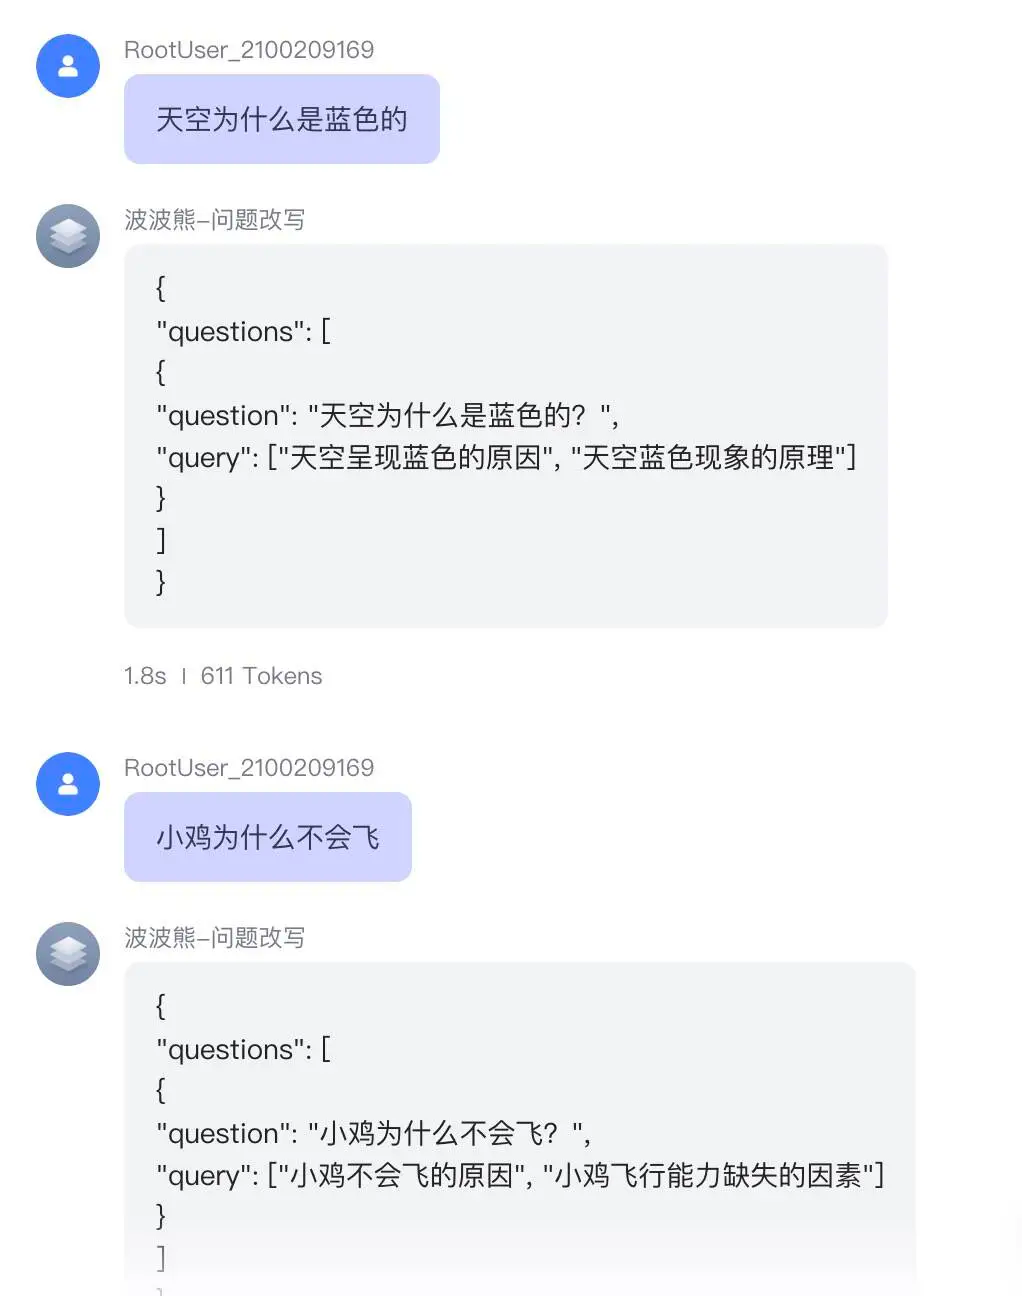 RootUser_2100209169
天空为什么是蓝色的
波波熊-问题改写
{
"questions": [
{
"question": "天空为什么是蓝色的？",
"query": ["天空呈现蓝色的原因", "天空蓝色现象的原理"]
}
]
}
1.8s | 611 Tokens
RootUser_2100209169
小鸡为什么不会飞
波波熊-问题改写
{
"questions": [
{
"question": "小鸡为什么不会飞？",
"query": ["小鸡不会飞的原因", "小鸡飞行能力缺失的因素"]
}
]
}